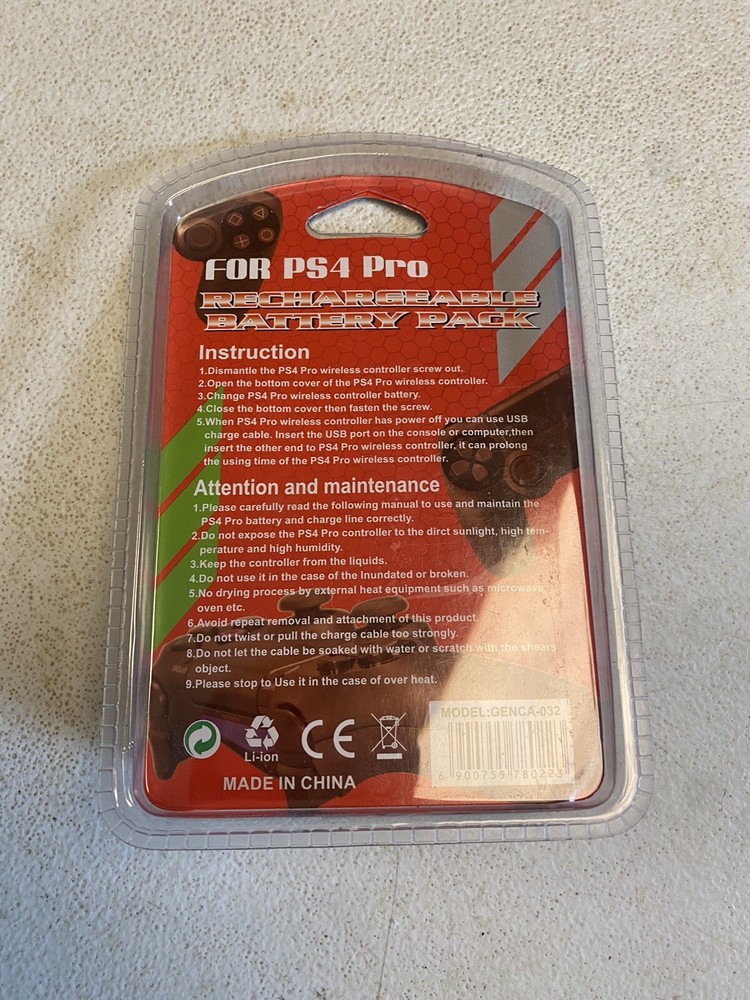 FOR PS4 Pro
RECHARGEABLE
BATTERY PACK
Instruction
1.Dismantle the PS4 Pro wireless controller screw out.
2.Open the bottom cover of the PS4 Pro wireless controller.
3.Change PS4 Pro wireless controller battery.
4.Close the bottom cover then fasten the screw.
5.When PS4 Pro wireless controller has power off you can use USB
charge cable. Insert the USB port on the console or computer,then
insert the other end to PS4 Pro wireless controller, it can prolong
the using time of the PS4 Pro wireless controller.
Attention and maintenance
1.Please carefully read the following manual to use and maintain the
PS4 Pro battery and charge line correctly.
2.Do not expose the PS4 Pro controller to the dirct sunlight, high tem-
perature and high humidity.
3.Keep the controller from the liquids.
4.Do not use it in the case of the Inundated or broken.
5.No drying process by external heat equipment such as microwave
oven etc.
6.Avoid repeat removal and attachment of this product.
7.Do not twist or pull the charge cable too strongly.
8.Do not let the cable be soaked with water or scratch with the shears
object.
9.Please stop to Use it in the case of over heat.
MODEL:GENCA-032
6 900755 780223
Li-ion
CE
MADE IN CHINA